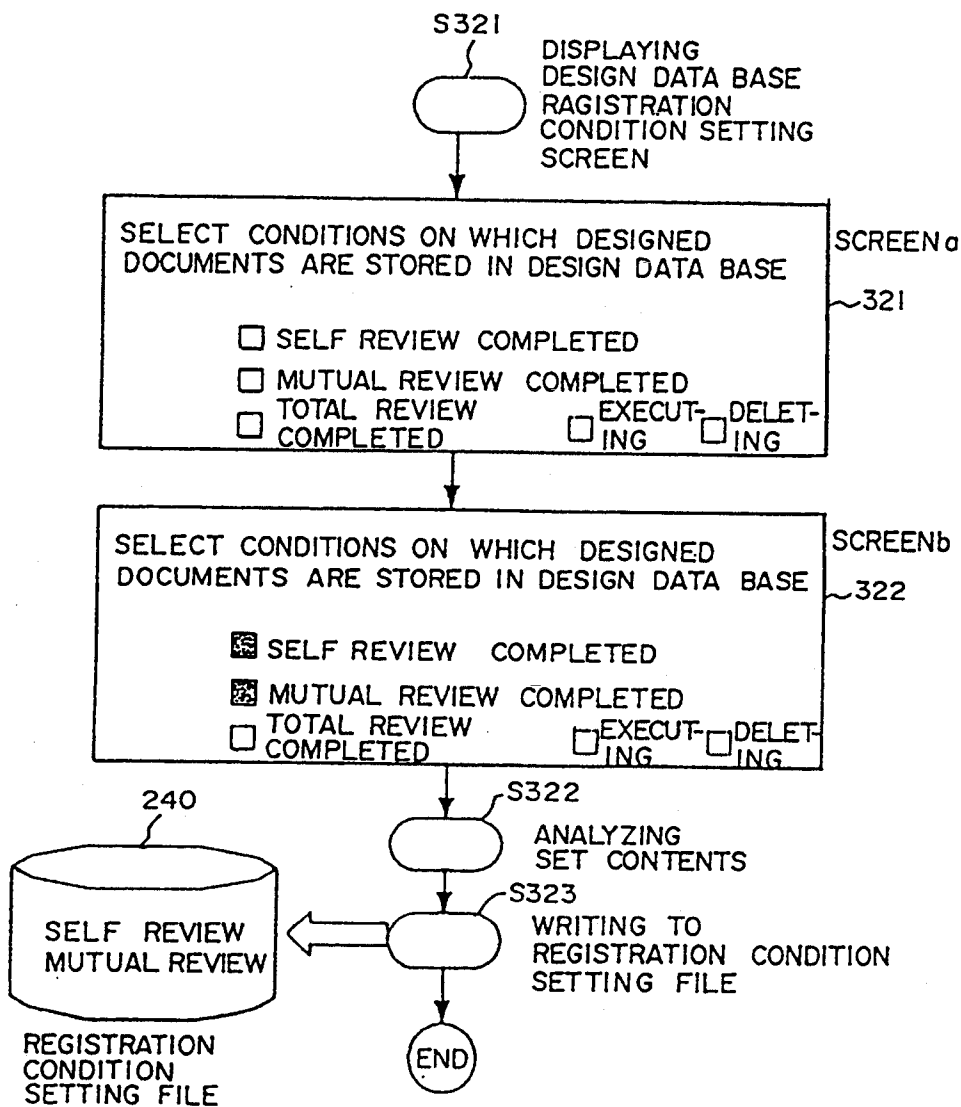 S321
DISPLAYING
DESIGN DATA BASE
RAGISTRATION
CONDITION SETTING
SCREEN
SELECT CONDITIONS ON WHICH DESIGNED
DOCUMENTS ARE STORED IN DESIGN DATA BASE
SCREEN a
321
SELF REVIEW COMPLETED
MUTUAL REVIEW COMPLETED
TOTAL REVIEW
COMPLETED
EXECUT-
ING
DELET-
ING
SELECT CONDITIONS ON WHICH DESIGNED
DOCUMENTS ARE STORED IN DESIGN DATA BASE
SCREEN b
322
SELF REVIEW COMPLETED
MUTUAL REVIEW COMPLETED
TOTAL REVIEW
COMPLETED
EXECUT-
ING
DELET-
ING
S322
ANALYZING
SET CONTENTS
240
SELF REVIEW
MUTUAL REVIEW
REGISTRATION
CONDITION
SETTING FILE
S323
WRITING TO
REGISTRATION CONDITION
SETTING FILE
END